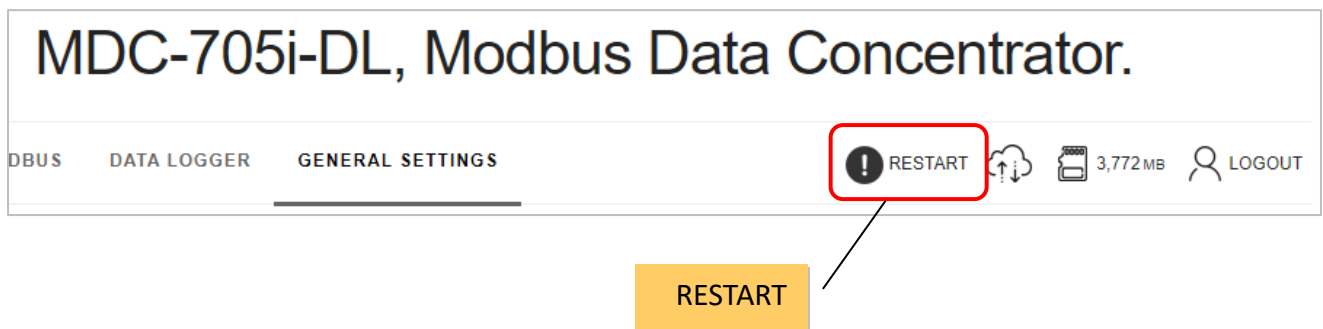 MDC-705i-DL, Modbus Data Concentrator.
DBUS DATA LOGGER GENERAL SETTINGS ! RESTART 3,772 MB LOGOUT
RESTART